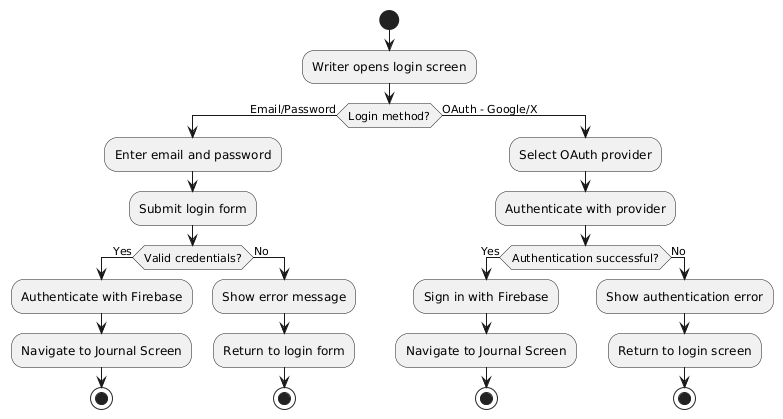 Writer opens login screen
Login method?
Email/Password
OAuth - Google/X
Enter email and password
Submit login form
Valid credentials?
Yes
No
Authenticate with Firebase
Navigate to Journal Screen
Show error message
Return to login form
Select OAuth provider
Authenticate with provider
Authentication successful?
Yes
No
Sign in with Firebase
Navigate to Journal Screen
Show authentication error
Return to login screen